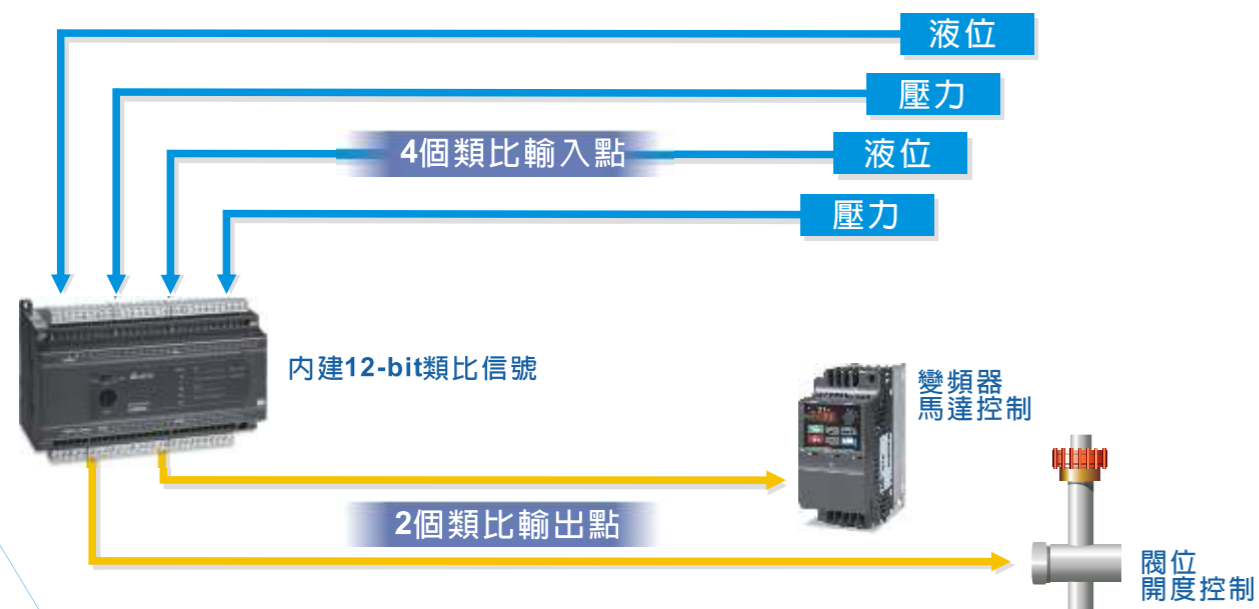 液位
壓力
4個類比輸入點
液位
壓力
内建12-bit類比信號
變頻器
馬達控制
2個類比輸出點
閥位
開度控制